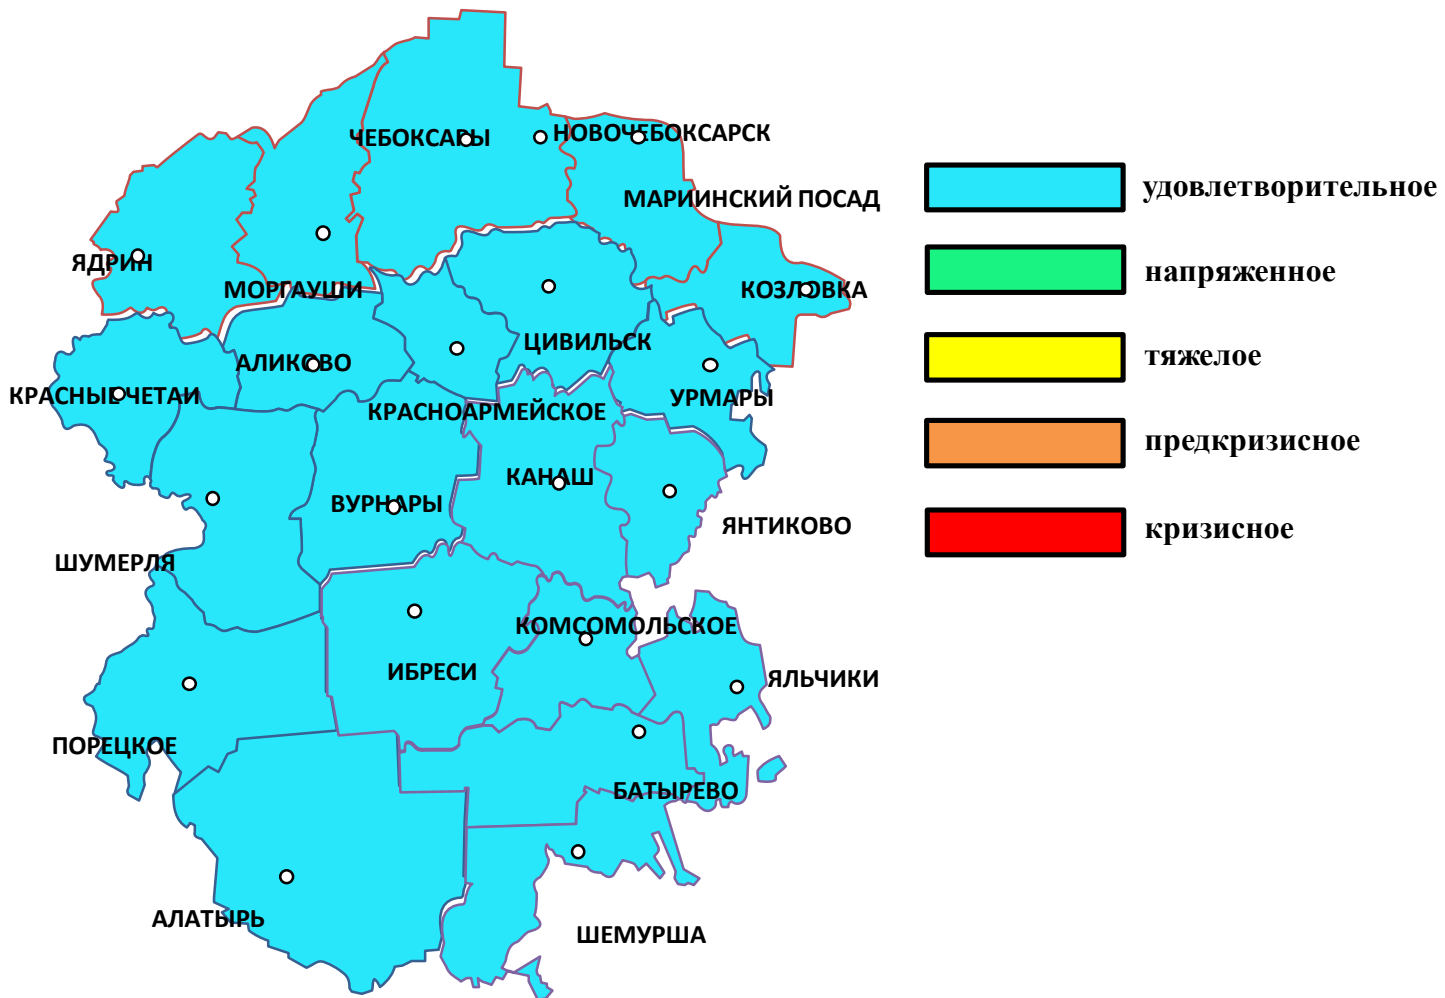 ЧЕБОКСАРЫ
НОВОЧЕБОКСАРСК
МАРИИНСКИЙ ПОСАД
ЯДРИН
МОРГАУШИ
КОЗЛОВКА
ЦИВИЛЬСК
АЛИКОВО
КРАСНЫЕ ЧЕТАИ
КРАСНОАРМЕЙСКОЕ
УРМАРЫ
КАНАШ
ВУРНАРЫ
ЯНТИКОВО
ШУМЕРЛЯ
КОМСОМОЛЬСКОЕ
ИБРЕСИ
ЯЛЬЧИКИ
ПОРЕЦКОЕ
БАТЫРЕВО
АЛАТЫРЬ
ШЕМУРША
удовлетворительное
напряженное
тяжелое
предкризисное
кризисное